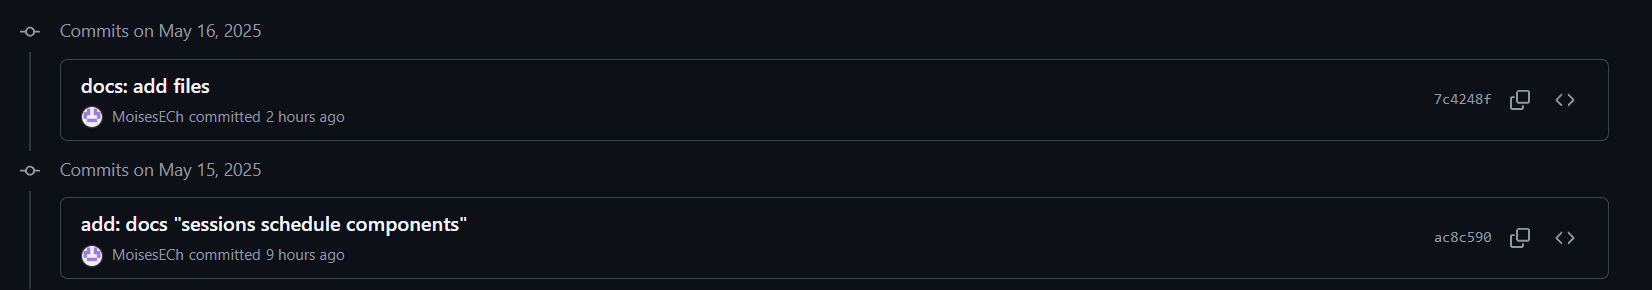 Commits on May 16, 2025
docs: add files
MoisesECh committed 2 hours ago
7c4248f
Commits on May 15, 2025
add: docs "sessions schedule components"
MoisesECh committed 9 hours ago
ac8c590